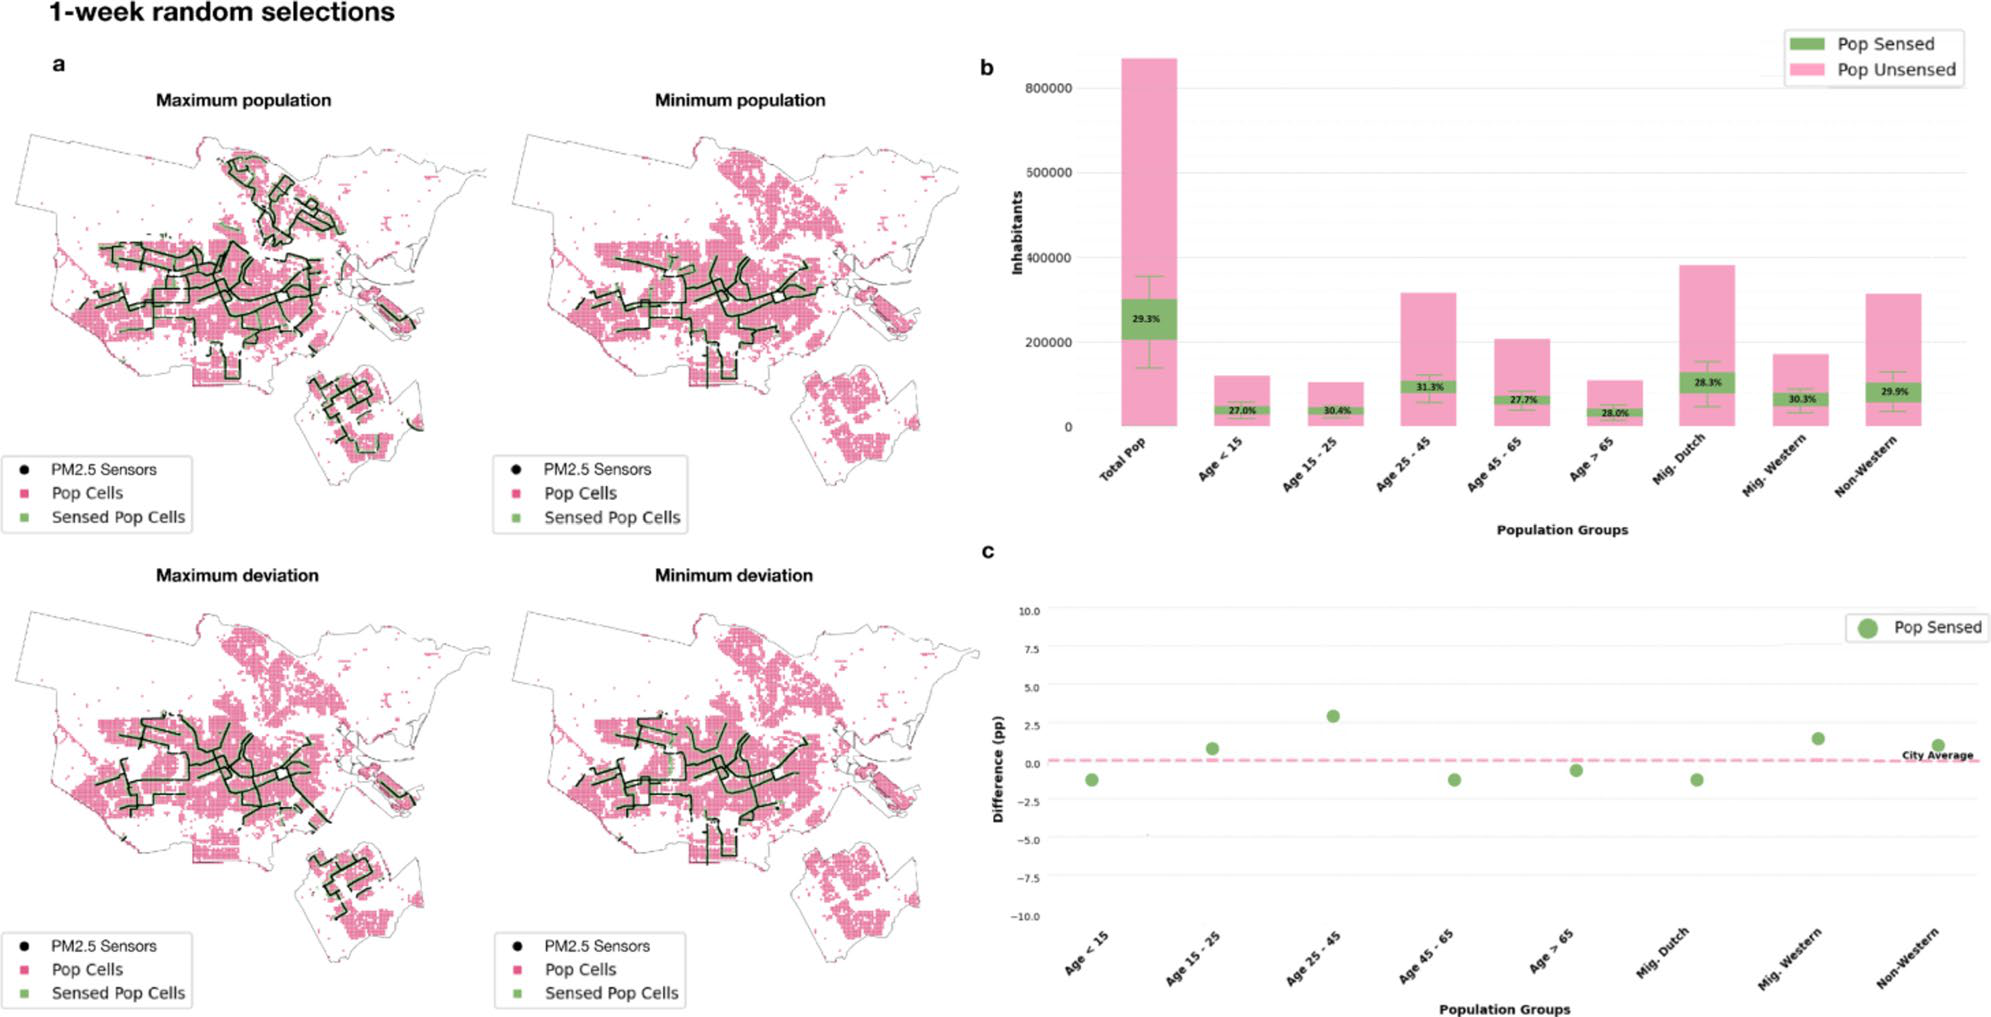 1-week random selections
a
Maximum population
Minimum population
PM2.5 Sensors
Pop Cells
Sensed Pop Cells
PM2.5 Sensors
Pop Cells
Sensed Pop Cells
Maximum deviation
Minimum deviation
PM2.5 Sensors
Pop Cells
Sensed Pop Cells
PM2.5 Sensors
Pop Cells
Sensed Pop Cells
b
Pop Sensed
Pop Unsensed
Inhabitants
800000
500000
400000
200000
0
29.3%
27.0%
30.4%
31.3%
27.7%
28.0%
28.3%
30.3%
29.9%
Total Pop
Age < 15
Age 15 - 25
Age 25 - 45
Age 45 - 65
Age > 65
Mig. Dutch
Mig. Western
Non-Western
Population Groups
c
Pop Sensed
Difference (pp)
10.0
7.5
5.0
2.5
0.0
−2.5
−5.0
−7.5
−10.0
City Average
Age < 15
Age 15 - 25
Age 25 - 45
Age 45 - 65
Age > 65
Mig. Dutch
Mig. Western
Non-Western
Population Groups